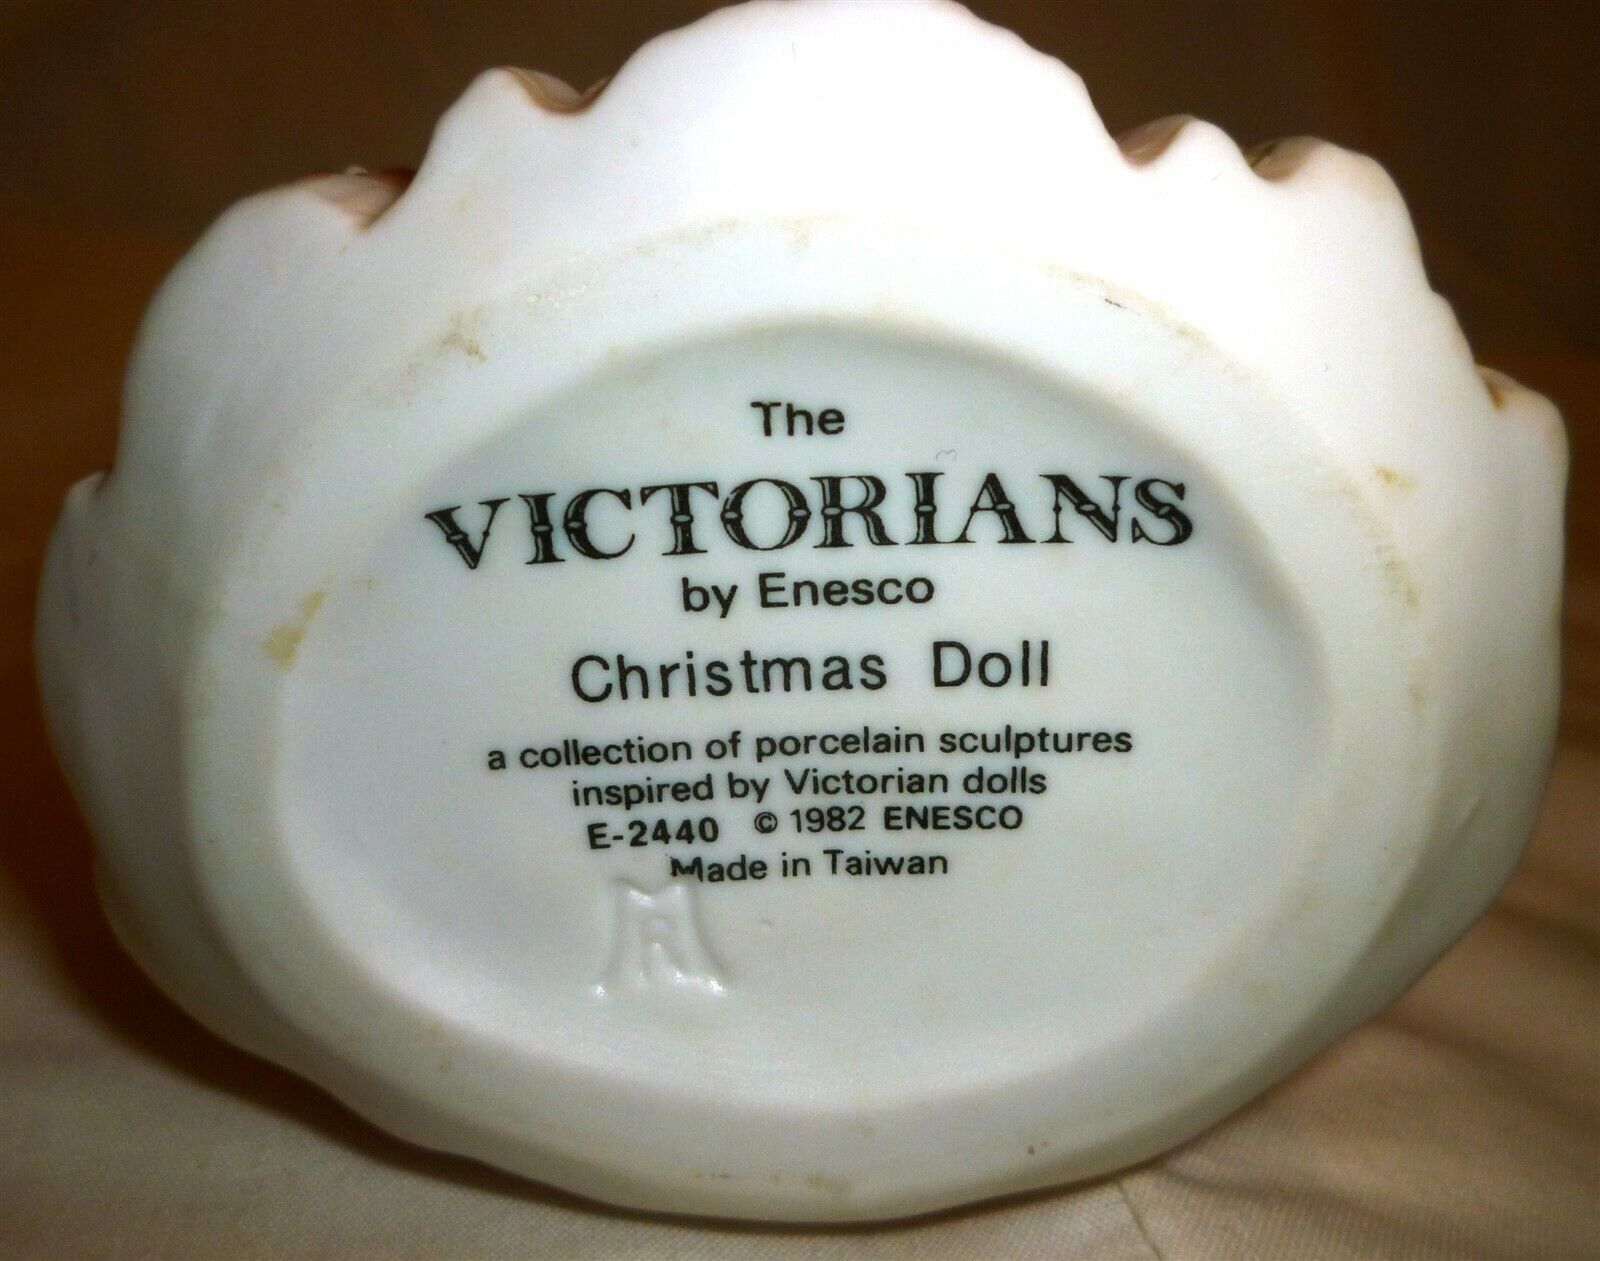 The
VICTORIANS
by Enesco
Christmas Doll
a collection of porcelain sculptures
inspired by Victorian dolls
E-2440 © 1982 ENESCO
Made in Taiwan
MR